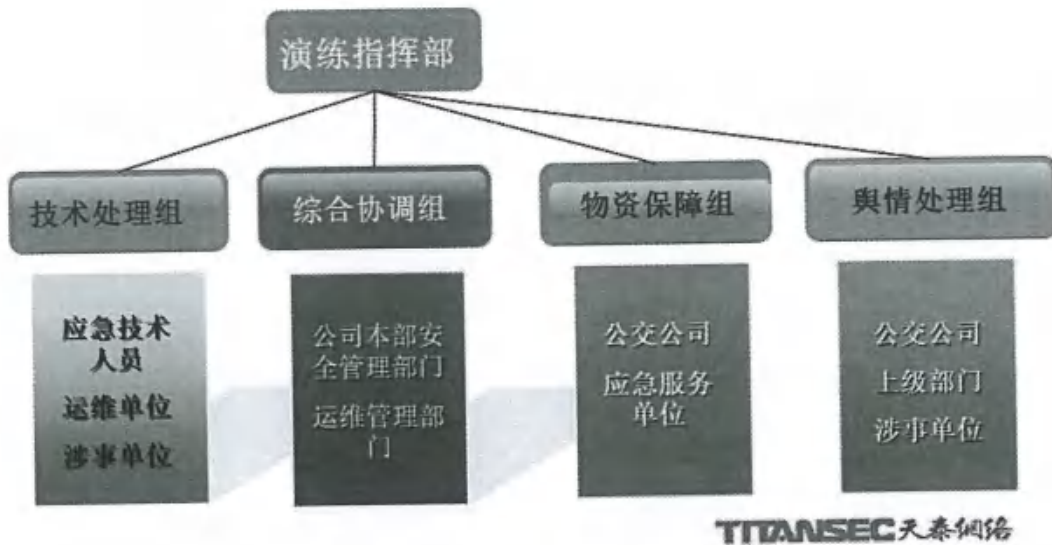 演练指挥部
技术处理组
综合协调组
物资保障组
舆情处理组
应急技术
人员
运维单位
涉事单位
公司本部安
全管理部门
运维管理部
门
公交公司
应急服务
单位
公交公司
上级部门
涉事单位
TITANSEC天泰網络